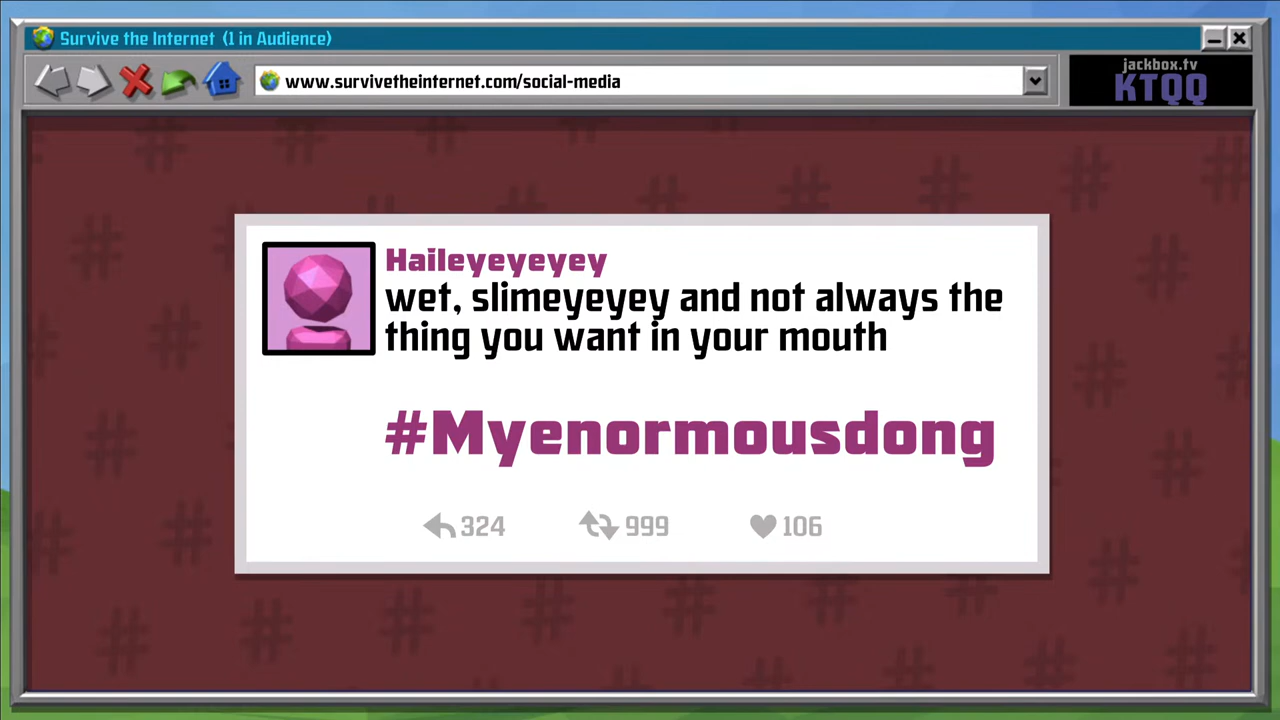 Survive the Internet (1 in Audience)
www.survivetheinternet.com/social-media
jackbox.tv
KTQQ
Haileyeyeyey
wet, slimeyeyey and not always the
thing you want in your mouth
#Myenormousdong
324 999 106